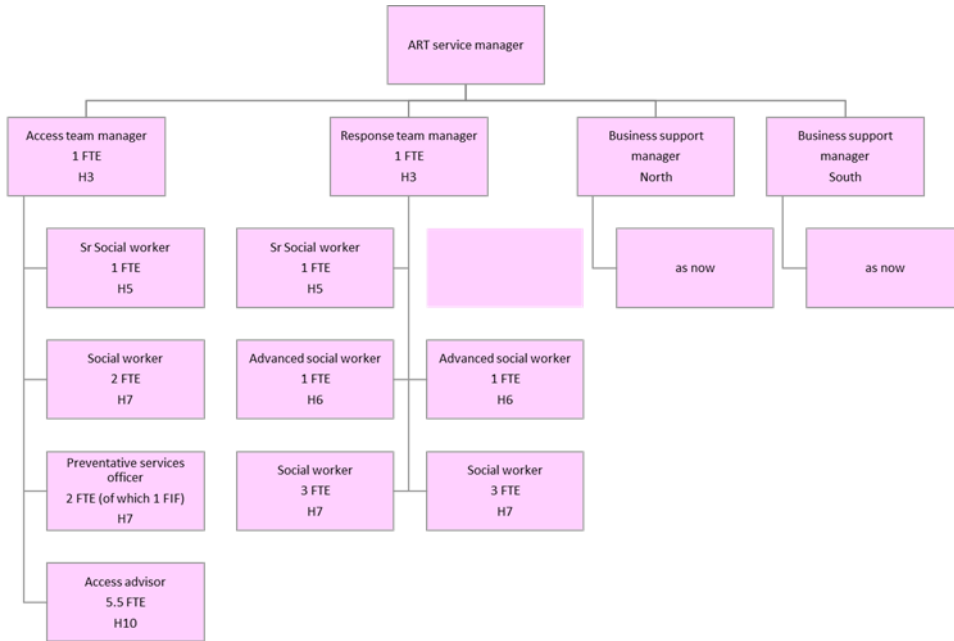 ART service manager
Access team manager
1 FTE
H3
Response team manager
1 FTE
H3
Business support
manager
North
Business support
manager
South
Sr Social worker
1 FTE
H5
Sr Social worker
1 FTE
H5
as now
as now
Social worker
2 FTE
H7
Advanced social worker
1 FTE
H6
Advanced social worker
1 FTE
H6
Preventative services
officer
2 FTE (of which 1 FIF)
H7
Social worker
3 FTE
H7
Social worker
3 FTE
H7
Access advisor
5.5 FTE
H10